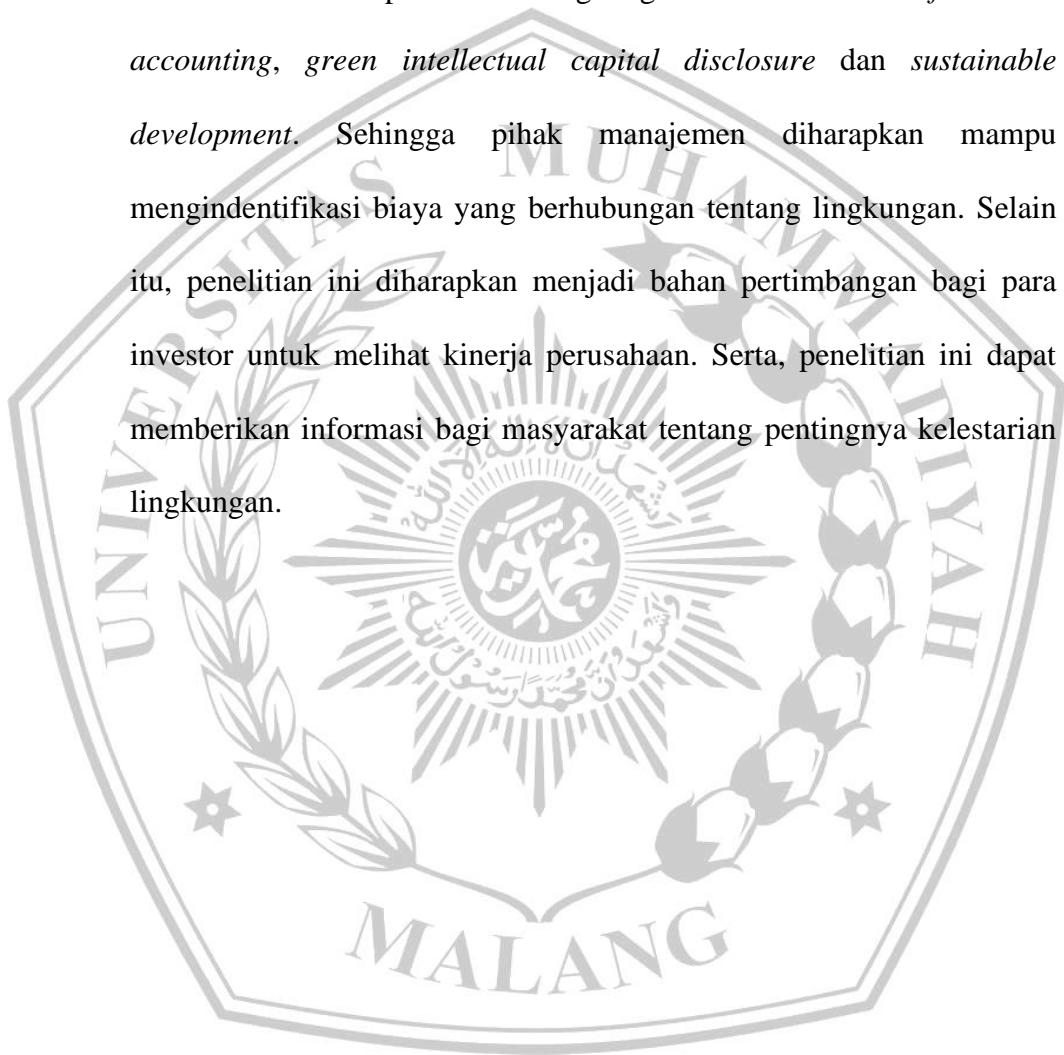 accounting, green intellectual capital disclosure dan sustainable
development. Sehingga pihak manajemen diharapkan mampu
mengindentifikasi biaya yang berhubungan tentang lingkungan. Selain
itu, penelitian ini diharapkan menjadi bahan pertimbangan bagi para
investor untuk melihat kinerja perusahaan. Serta, penelitian ini dapat
memberikan informasi bagi masyarakat tentang pentingnya kelestarian
lingkungan.
UNIVERSITAS MUHAMMADIYAH
MALANG